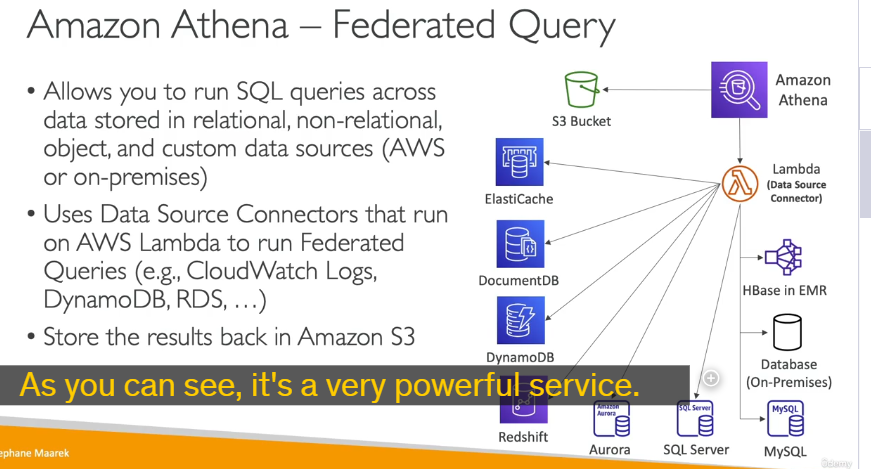 Amazon Athena – Federated Query
• Allows you to run SQL queries across
data stored in relational, non-relational,
object, and custom data sources (AWS
or on-premises)
• Uses Data Source Connectors that run
on AWS Lambda to run Federated
Queries (e.g., CloudWatch Logs,
DynamoDB, RDS, …)
• Store the results back in Amazon S3
S3 Bucket
Amazon
Athena
Lambda
(Data Source
Connector)
ElastiCache
DocumentDB
DynamoDB
Redshift
Amazon
Aurora
Aurora
SQL Server
SQL Server
HBase in EMR
Database
(On-Premises)
MySQL
MySQL
As you can see, it's a very powerful service.
ephane Maarek
Udemy